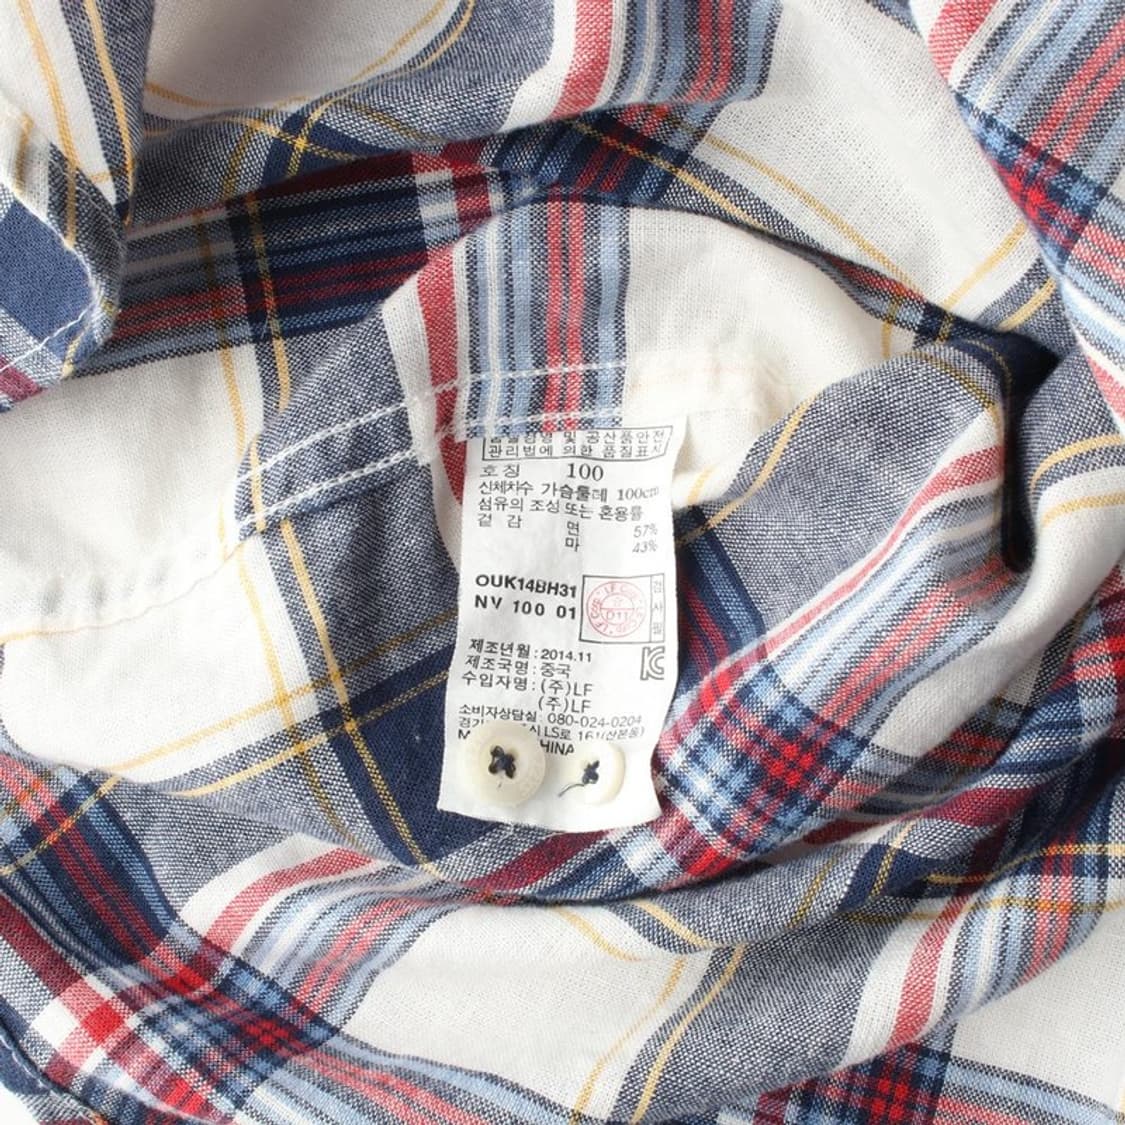 품질경영 및 공산품안전
관리법에 의한 품질표시
호칭 100
신체치수 가슴둘레 100cm
섬유의 조성 또는 혼용률
겉감 면 57%
마 43%
OUK14BH31
NV 100 01
검사필
제조년월 : 2014.11
제조국명 : 중국
수입자명 : (주)LF
(주)LF
소비자상담실 : 080-024-0204
LS로 161(산본동)
CHINA